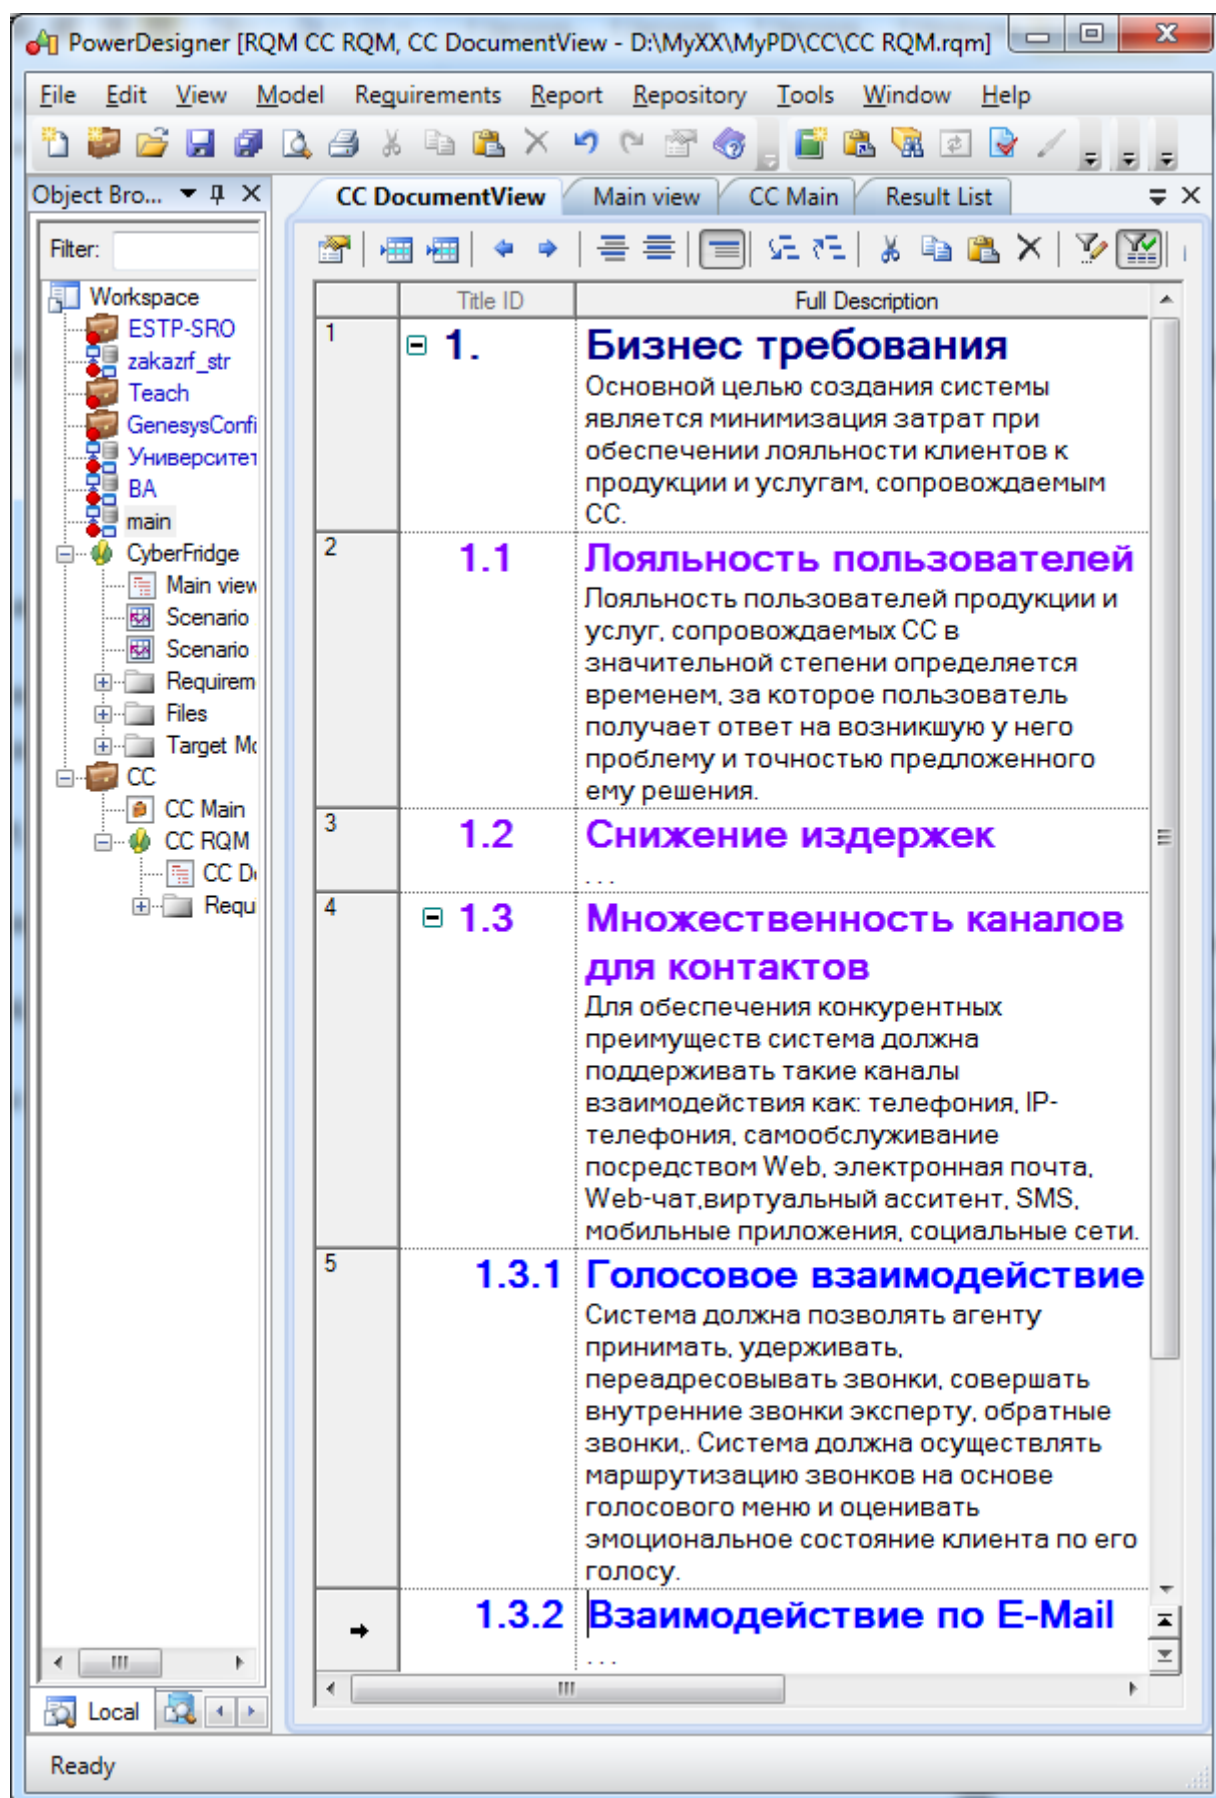 PowerDesigner [RQM CC RQM, CC DocumentView - D:\MyXX\MyPD\CC\CC RQM.rqm]
File Edit View Model Requirements Report Repository Tools Window Help
Object Bro...
CC DocumentView Main view CC Main Result List
Filter:
Workspace
ESTP-SRO
zakazrf_str
Teach
GenesysConfi
Университет
BA
main
CyberFridge
Main view
Scenario
Scenario
Requirem
Files
Target Mo
CC
CC Main
CC RQM
CC D
Requ
Local
Title ID Full Description
1 1. Бизнес требования
Основной целью создания системы
является минимизация затрат при
обеспечении лояльности клиентов к
продукции и услугам, сопровождаемым
СС.
2 1.1 Лояльность пользователей
Лояльность пользователей продукции и
услуг, сопровождаемых СС в
значительной степени определяется
временем, за которое пользователь
получает ответ на возникшую у него
проблему и точностью предложенного
ему решения.
3 1.2 Снижение издержек
. . .
4 1.3 Множественность каналов
для контактов
Для обеспечения конкурентных
преимуществ система должна
поддерживать такие каналы
взаимодействия как: телефония, IP-
телефония, самообслуживание
посредством Web, электронная почта,
Web-чат,виртуальный асситент, SMS,
мобильные приложения, социальные сети.
5 1.3.1 Голосовое взаимодействие
Система должна позволять агенту
принимать, удерживать,
переадресовывать звонки, совершать
внутренние звонки эксперту, обратные
звонки,. Система должна осуществлять
маршрутизацию звонков на основе
голосового меню и оценивать
эмоциональное состояние клиента по его
голосу.
1.3.2 Взаимодействие по E-Mail
. . .
Ready